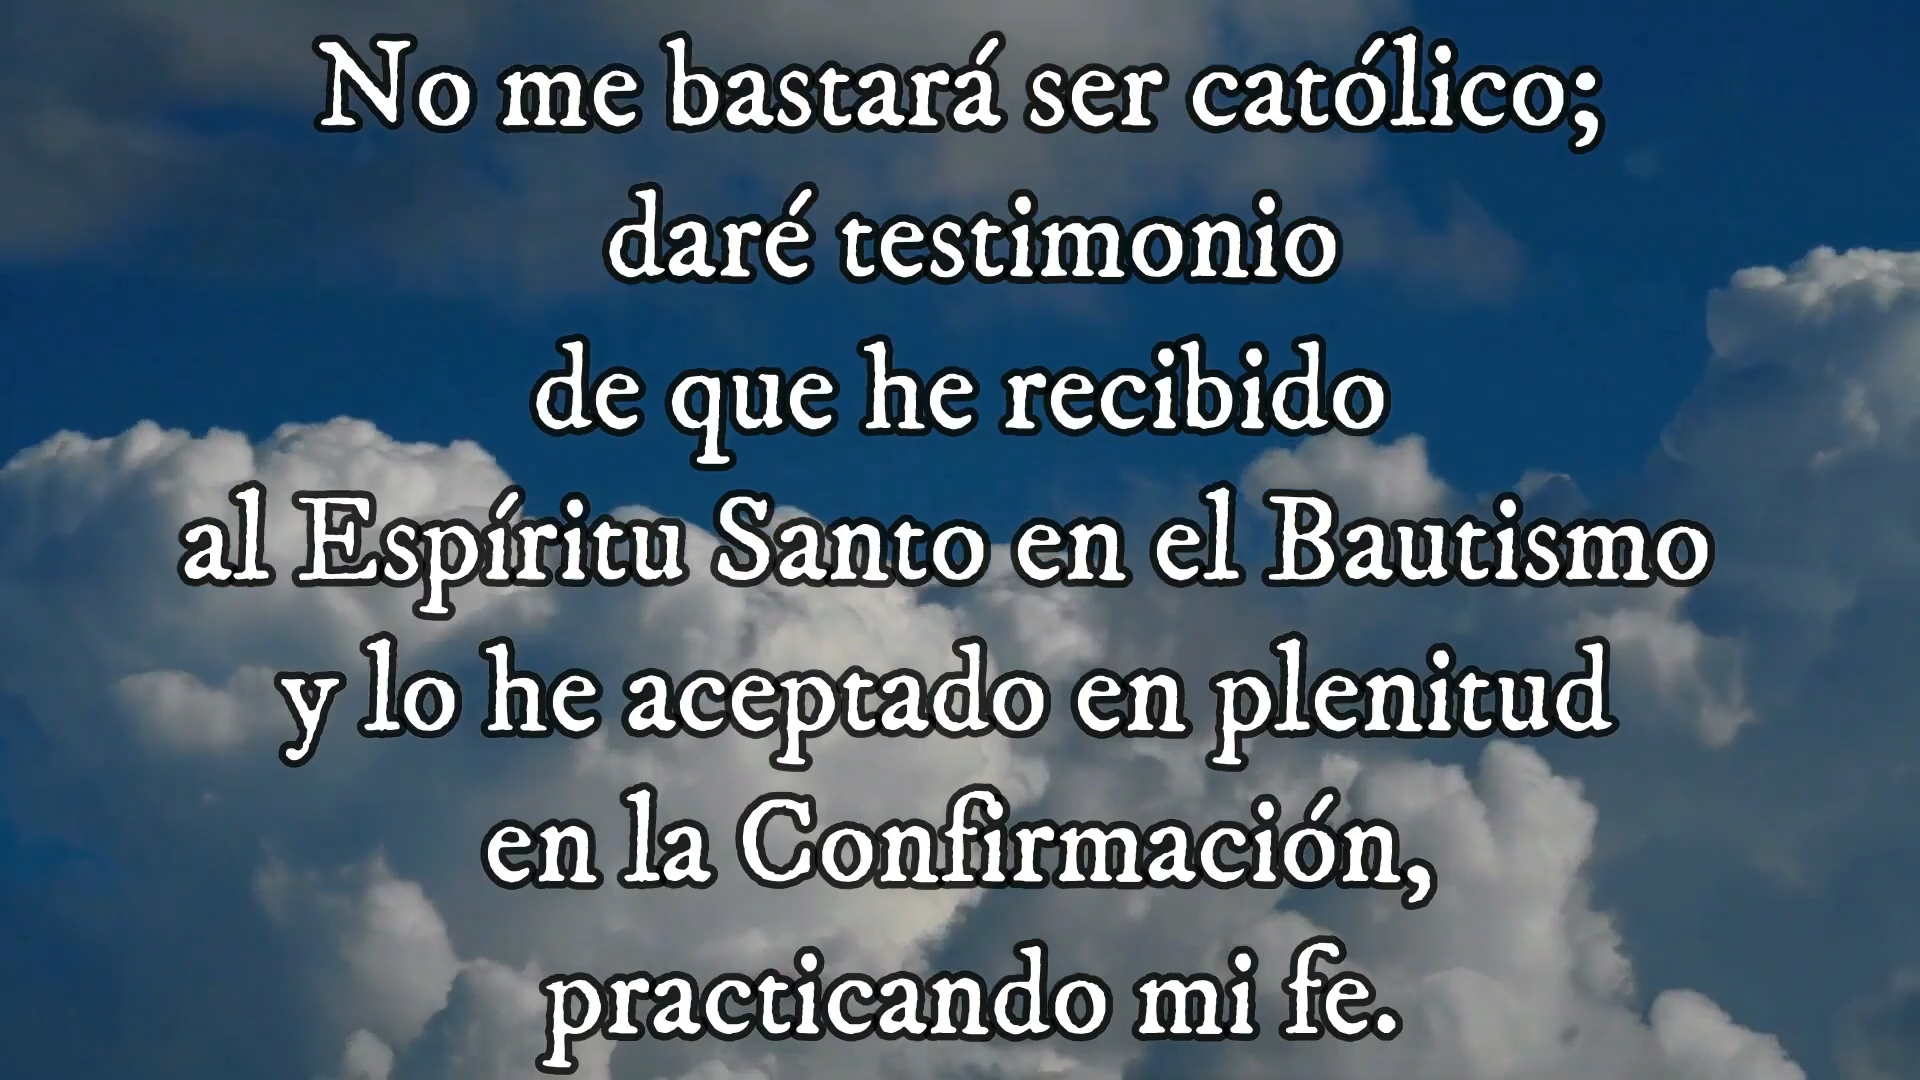 No me bastará ser católico;
daré testimonio
de que he recibido
al Espíritu Santo en el Bautismo
y lo he aceptado en plenitud
en la Confirmación,
practicando mi fe.